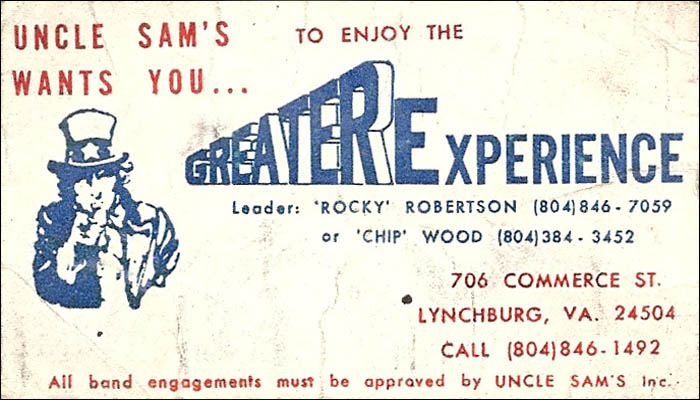 UNCLE SAM'S TO ENJOY THE
WANTS YOU...
GREATER EXPERIENCE
Leader: 'ROCKY' ROBERTSON (804) 846-7059
or 'CHIP' WOOD (804) 384-3452
706 COMMERCE ST.
LYNCHBURG, VA. 24504
CALL (804) 846-1492
All band engagements must be approved by UNCLE SAM'S Inc.